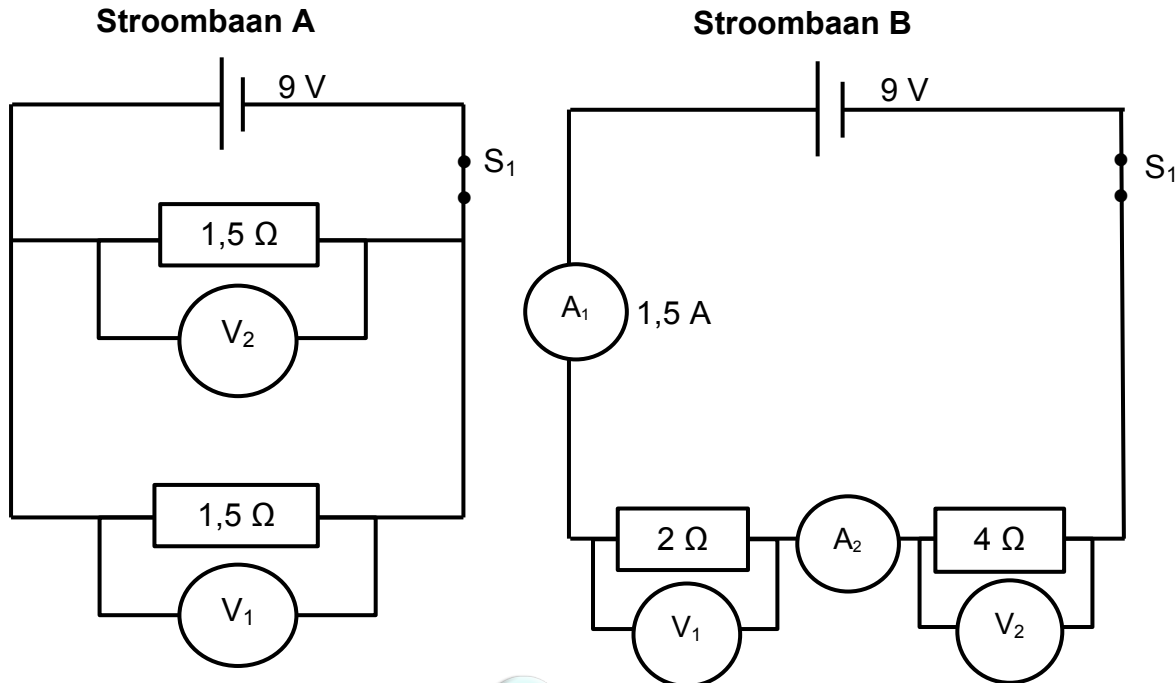 Stroombaan A
9 V
S₁
1,5 Ω
V₂
1,5 Ω
V₁
Stroombaan B
9 V
S₁
A₁ 1,5 A
2 Ω A₂ 4 Ω
V₁ V₂